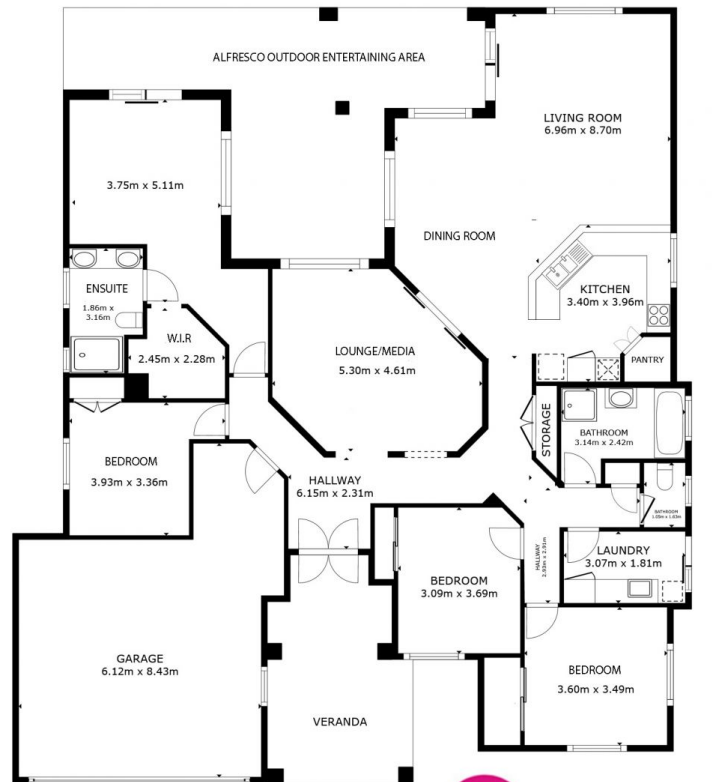 ALFRESCO OUTDOOR ENTERTAINING AREA
LIVING ROOM
6.96m x 8.70m
3.75m x 5.11m
DINING ROOM
ENSUITE
1.86m x
3.16m
KITCHEN
3.40m x 3.96m
W.I.R
2.45m x 2.28m
LOUNGE/MEDIA
5.30m x 4.61m
PANTRY
STORAGE
BATHROOM
3.14m x 2.42m
BEDROOM
3.93m x 3.36m
HALLWAY
6.15m x 2.31m
BATHROOM
HALLWAY
2.93m x 2.91m
LAUNDRY
3.07m x 1.81m
BEDROOM
3.09m x 3.69m
GARAGE
6.12m x 8.43m
BEDROOM
3.60m x 3.49m
VERANDA